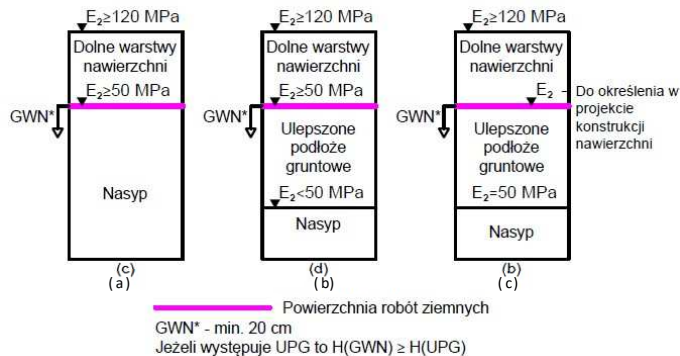 E₂≥120 MPa
Dolne warstwy
nawierzchni
E₂≥50 MPa
GWN*
Nasyp
(c)
(a)
E₂≥120 MPa
Dolne warstwy
nawierzchni
E₂≥50 MPa
GWN*
Ulepszone
podłoże
gruntowe
E₂<50 MPa
Nasyp
(d)
(b)
E₂≥120 MPa
Dolne warstwy
nawierzchni
E₂ - Do określenia w
projekcie
konstrukcji
nawierzchni
GWN*
Ulepszone
podłoże
gruntowe
E₂=50 MPa
Nasyp
(b)
(c)
Powierzchnia robót ziemnych
GWN* - min. 20 cm
Jeżeli występuje UPG to H(GWN) ≥ H(UPG)